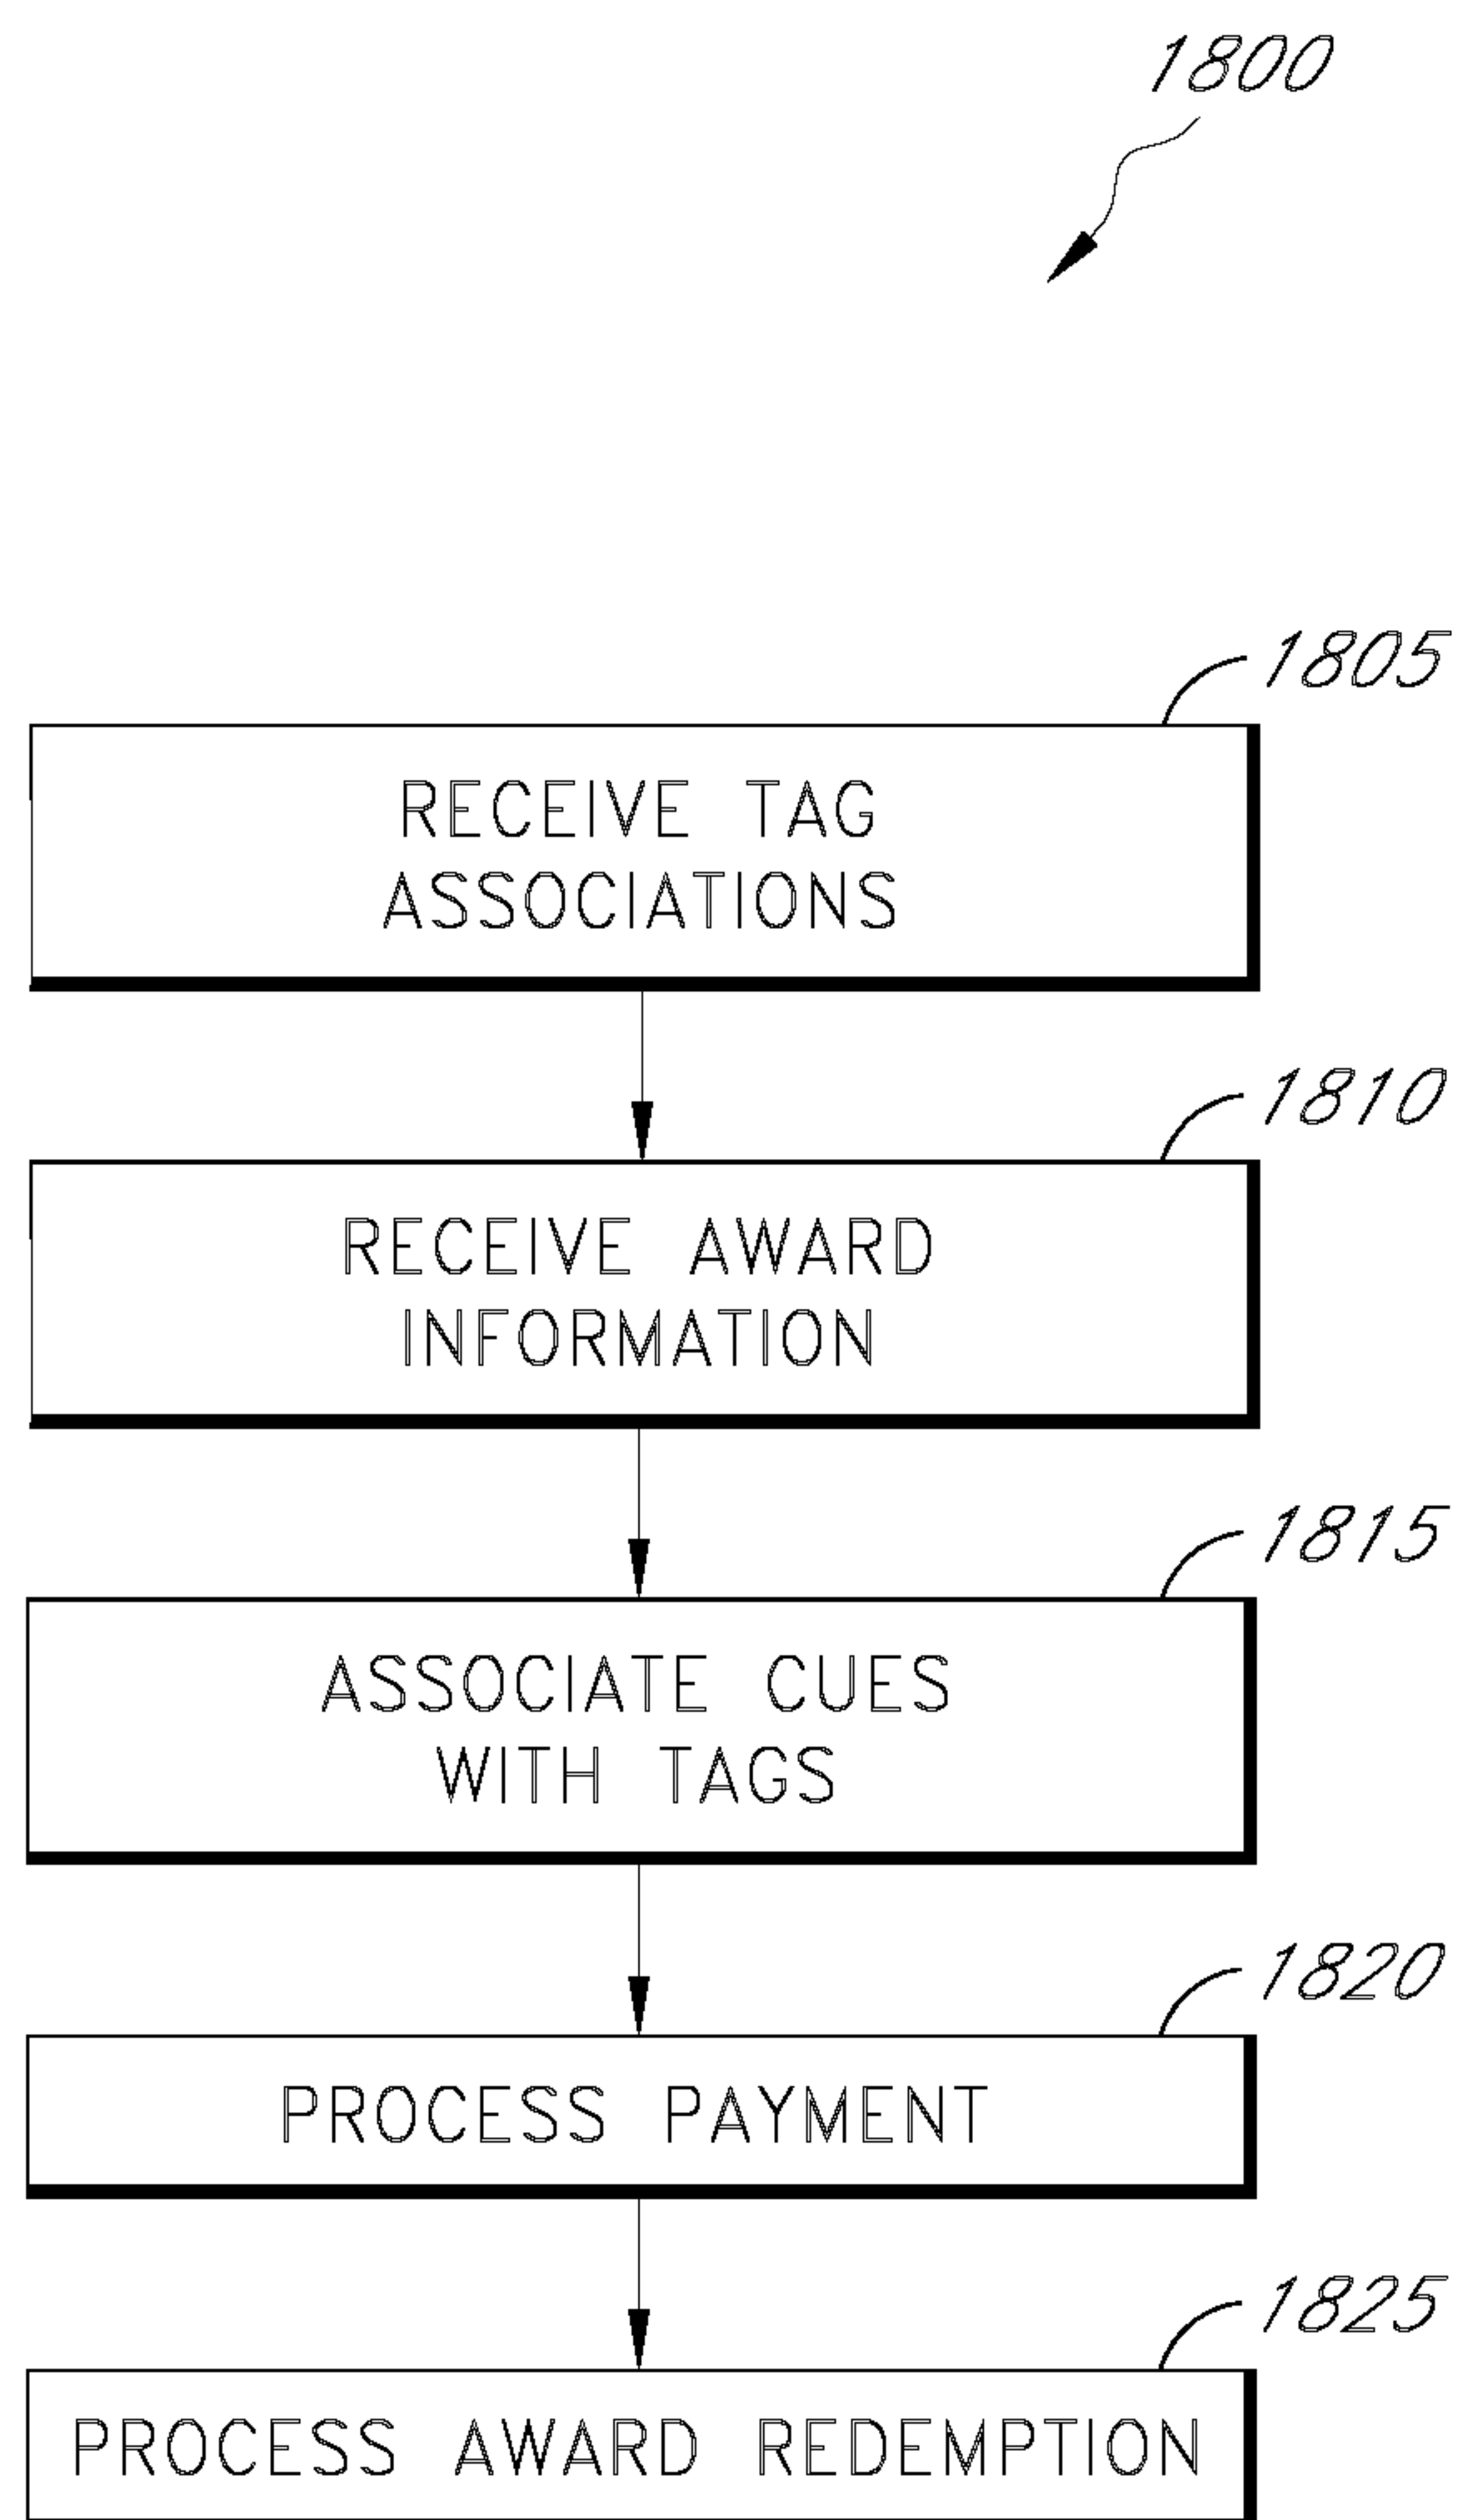 1800
1805
RECEIVE TAG
ASSOCIATIONS
1810
RECEIVE AWARD
INFORMATION
1815
ASSOCIATE CUES
WITH TAGS
1820
PROCESS PAYMENT
1825
PROCESS AWARD REDEMPTION